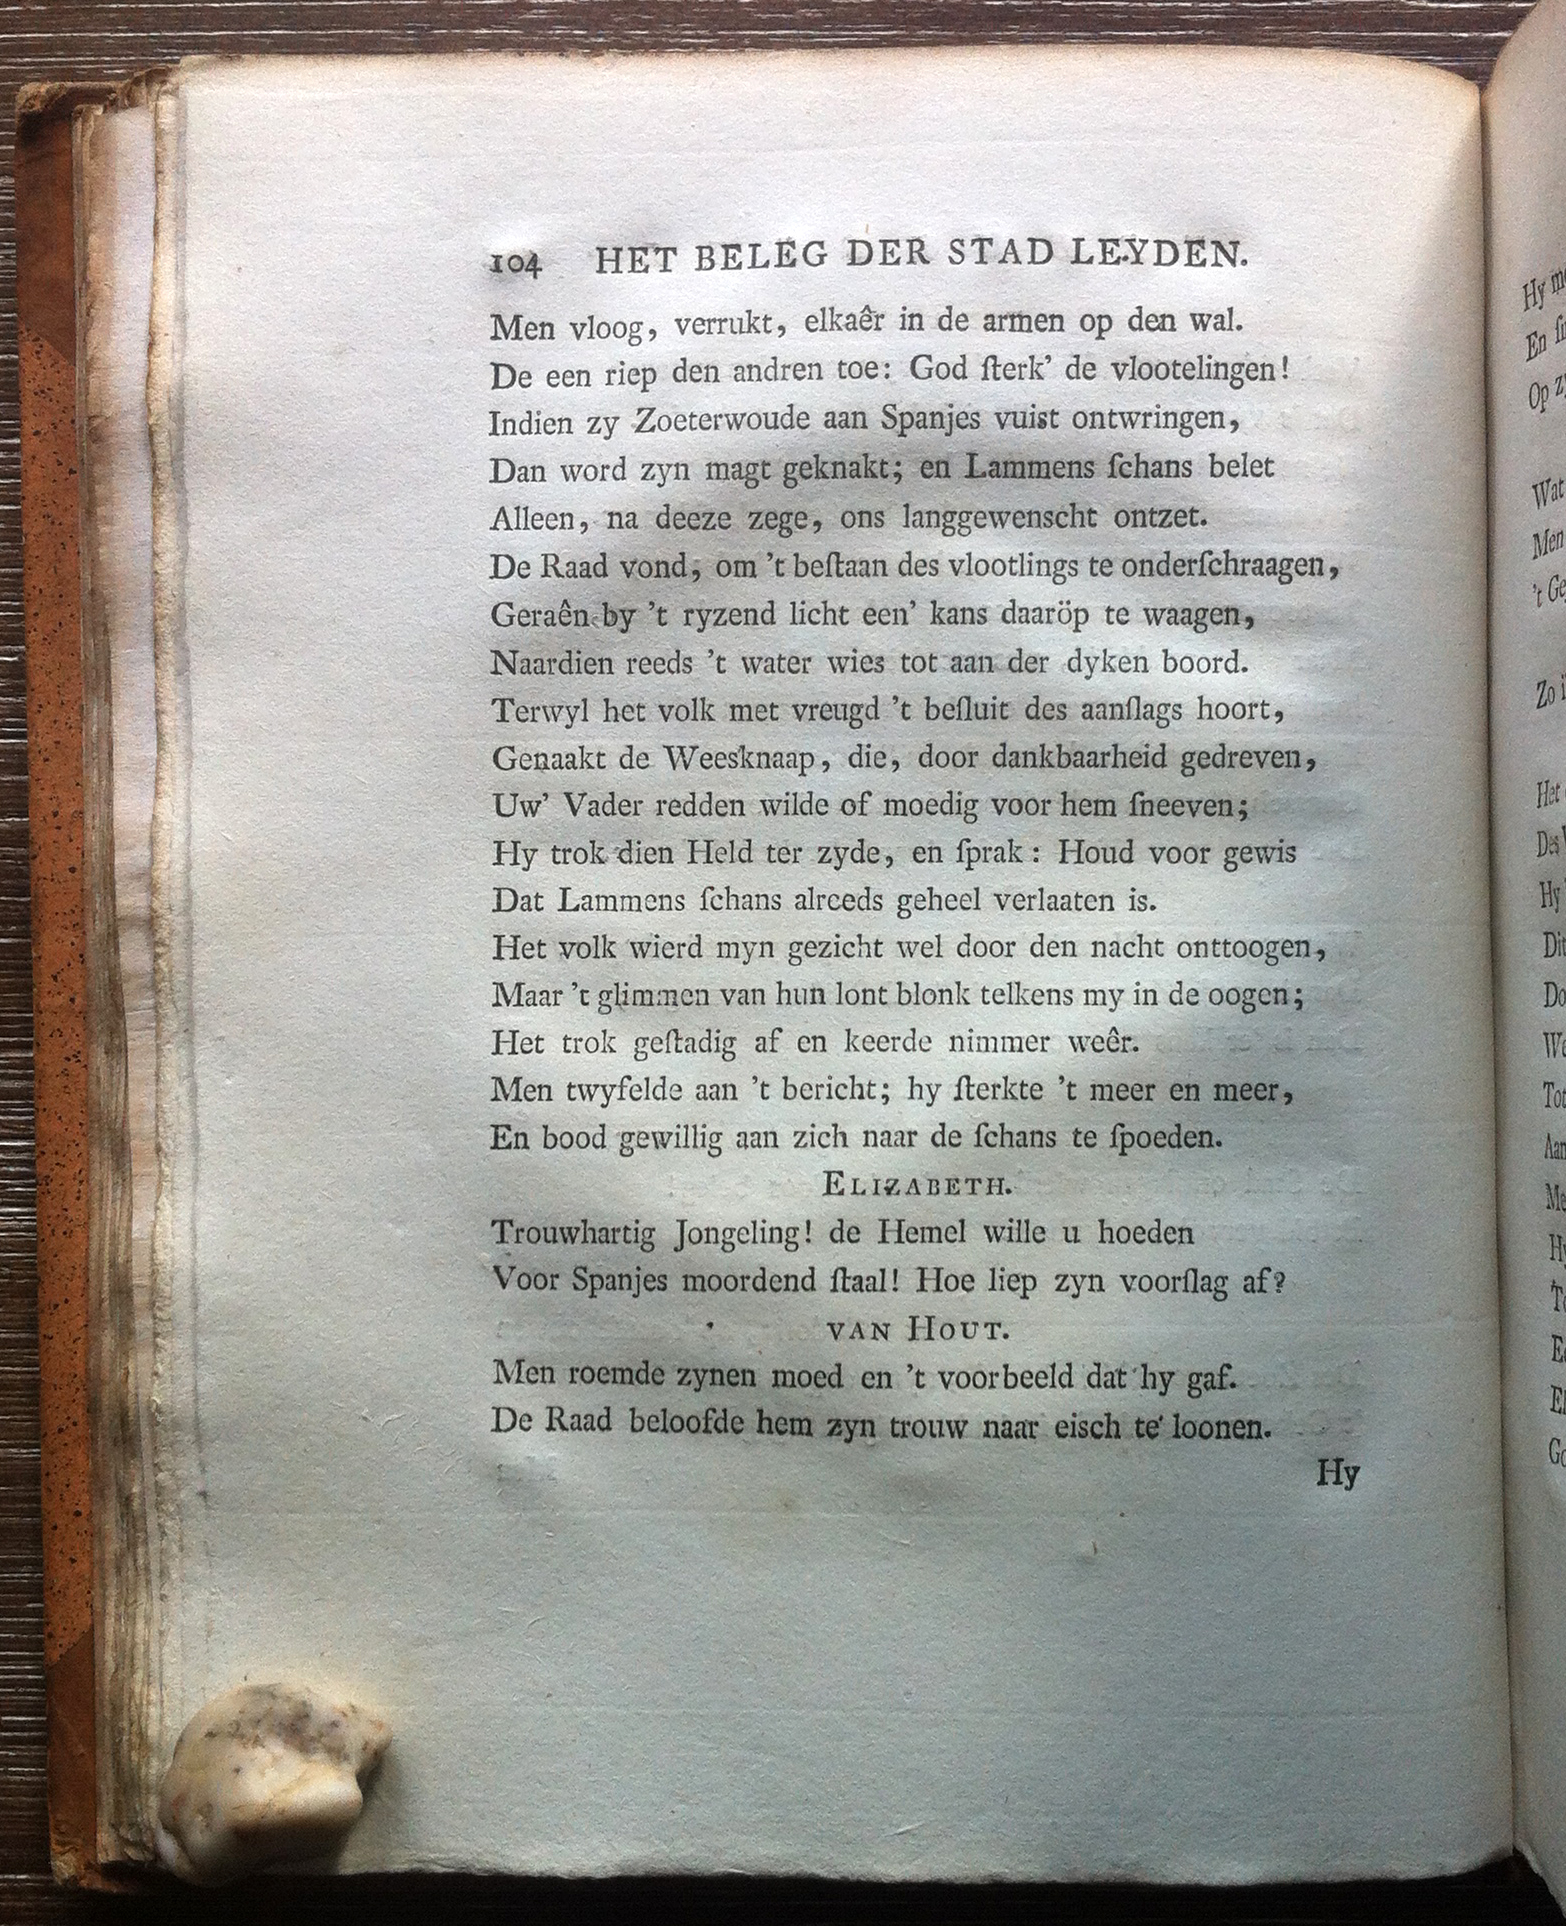 104 HET BELEG DER STAD LEYDEN.
Men vloog, verrukt, elkaêr in de armen op den wal.
De een riep den andren toe: God ſterk’ de vlootelingen!
Indien zy Zoeterwoude aan Spanjes vuist ontwringen,
Dan word zyn magt geknakt; en Lammens ſchans belet
Alleen, na deeze zege, ons langgewenscht ontzet.
De Raad vond, om ’t beſtaan des vlootlings te onderſchraagen,
Geraên by ’t ryzend licht een’ kans daaröp te waagen,
Naardien reeds ’t water wies tot aan der dyken boord.
Terwyl het volk met vreugd ’t beſluit des aanſlags hoort,
Genaakt de Weesknaap, die, door dankbaarheid gedreven,
Uw’ Vader redden wilde of moedig voor hem ſneeven;
Hy trok dien Held ter zyde, en ſprak: Houd voor gewis
Dat Lammens ſchans alreeds geheel verlaaten is.
Het volk wierd myn gezicht wel door den nacht onttoogen,
Maar ’t glimmen van hun lont blonk telkens my in de oogen;
Het trok geſtadig af en keerde nimmer weêr.
Men twyfelde aan ’t bericht; hy ſterkte ’t meer en meer,
En bood gewillig aan zich naar de ſchans te ſpoeden.
ELIZABETH.
Trouwhartig Jongeling! de Hemel wille u hoeden
Voor Spanjes moordend ſtaal! Hoe liep zyn voorſlag af?
VAN HOUT.
Men roemde zynen moed en ’t voorbeeld dat hy gaf.
De Raad beloofde hem zyn trouw naar eisch te loonen.
Hy
Hy
En
Op
Wat
Men
’t
Zo
Het
Des
Hy
Dit